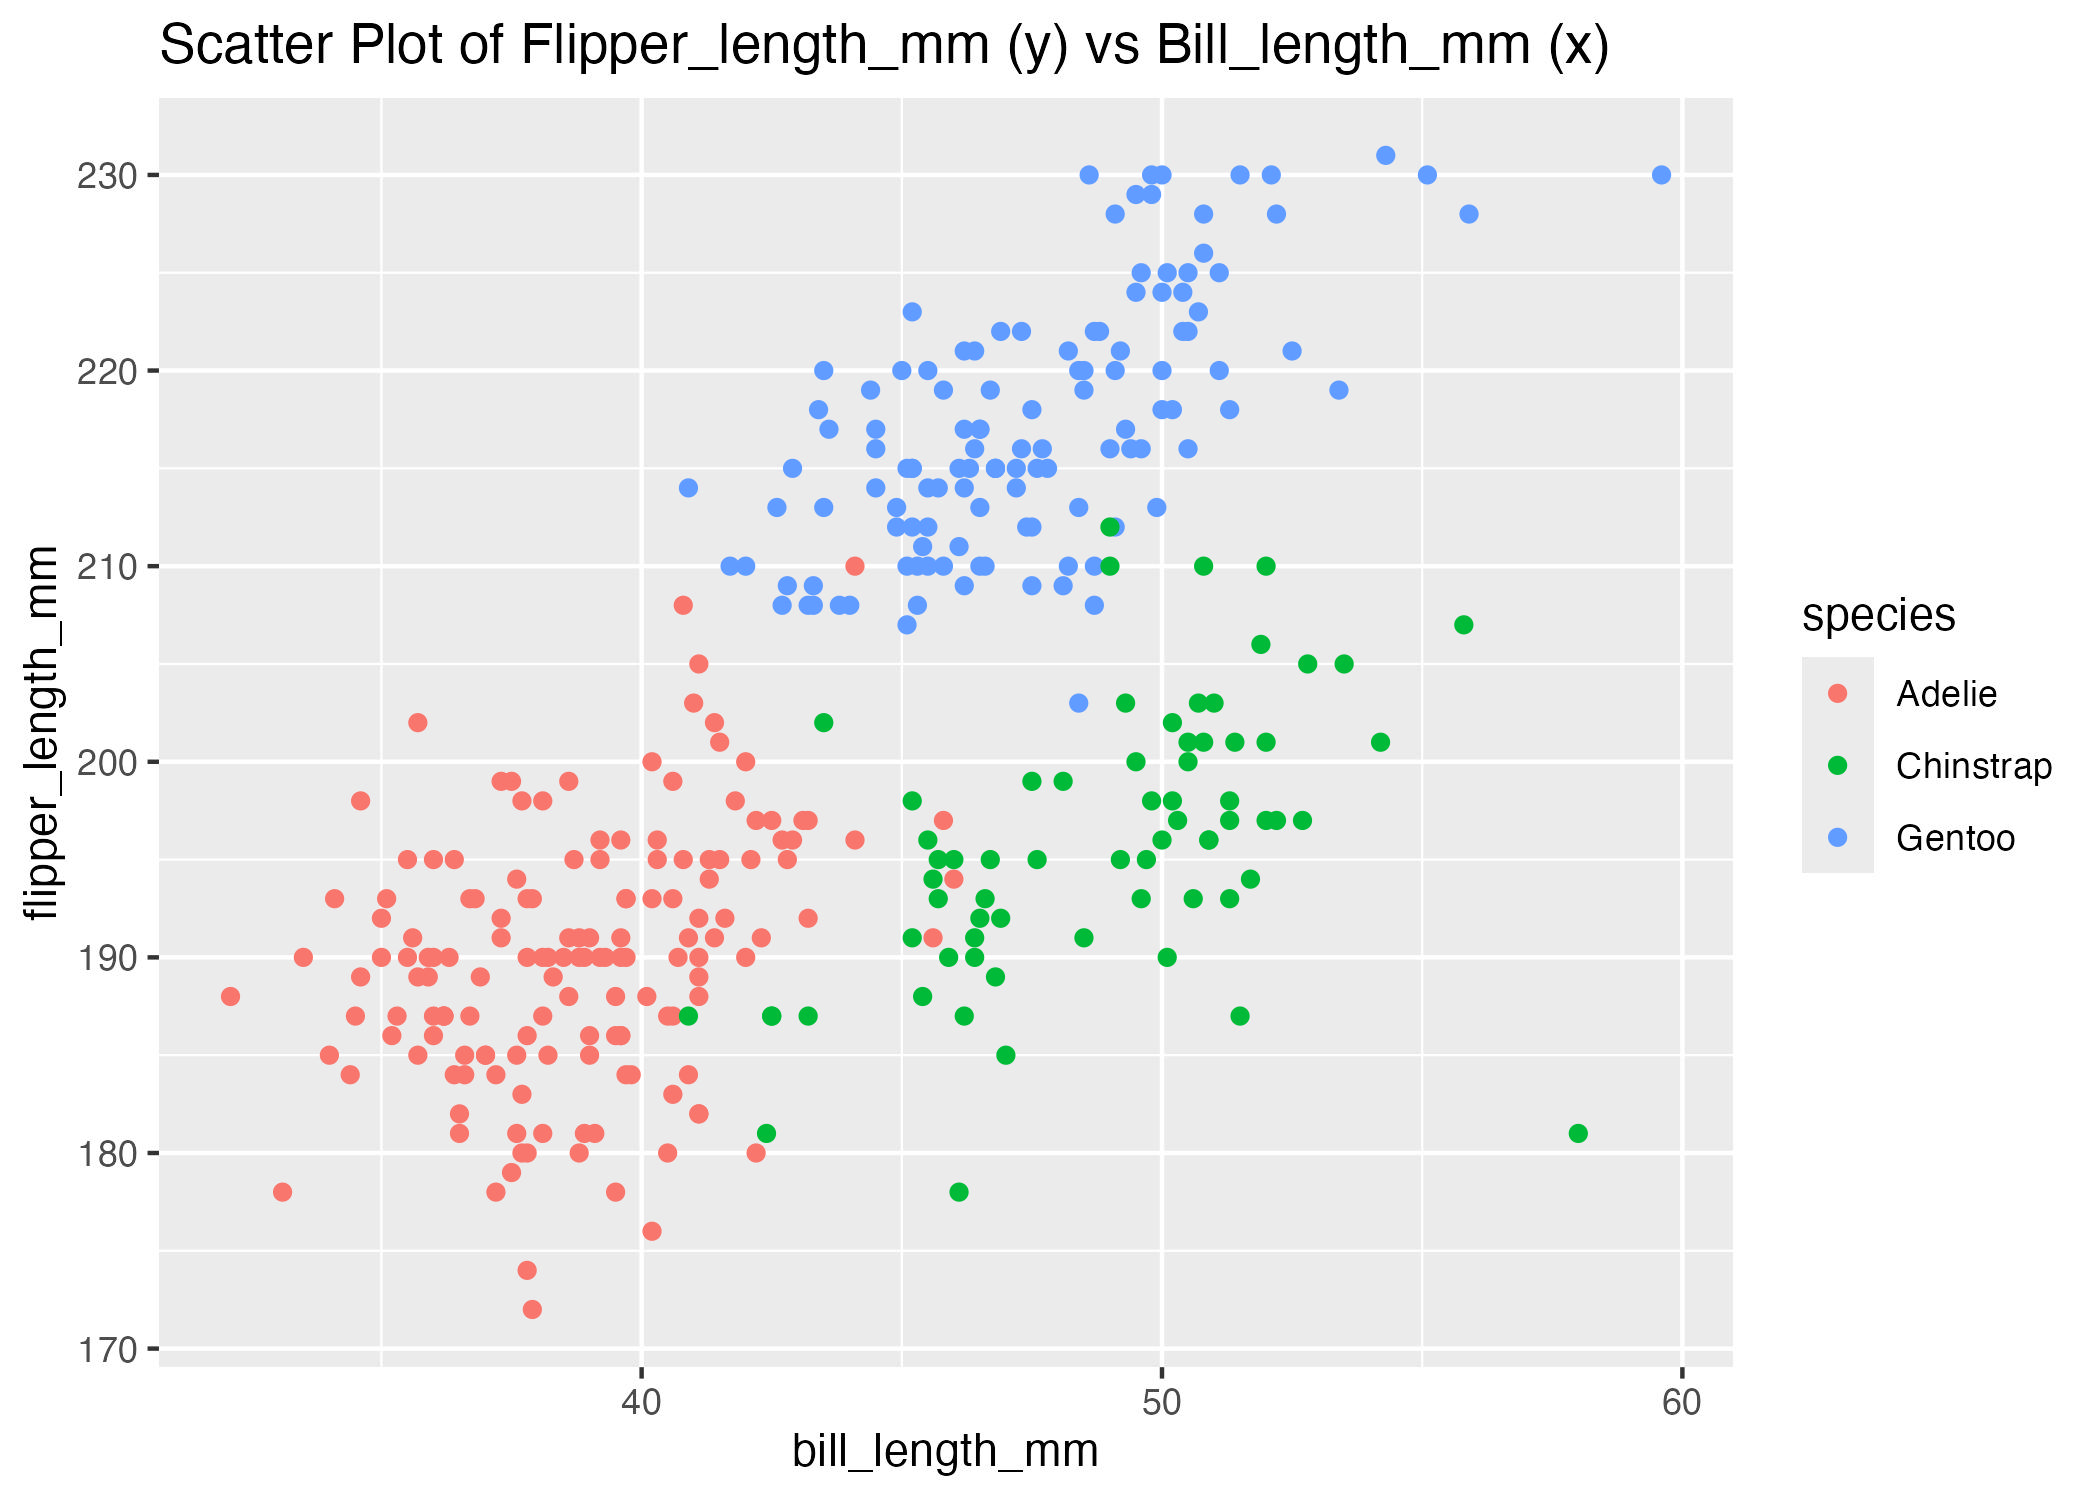 Scatter Plot of Flipper_length_mm (y) vs Bill_length_mm (x)
230
220
210
200
190
180
170
flipper_length_mm
40 50 60
bill_length_mm
species
Adelie
Chinstrap
Gentoo